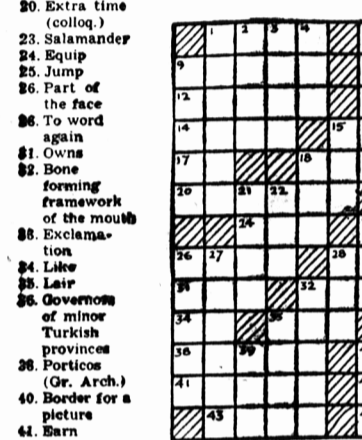 20. Extra time
(colloq.)
23. Salamander
24. Equip
25. Jump
26. Part of
the face
28. To word
again
31. Owns
32. Bone
forming
framework
of the mouth
33. Exclama-
tion
34. Like
35. Lair
36. Governors
of minor
Turkish
provinces
38. Porticos
(Gr. Arch.)
40. Border for a
picture
41. Earn
1 2 3 4
9
12
14 15
17 18
20 21 22
24
26 27 28
31 32
34 35
38 39
41
43